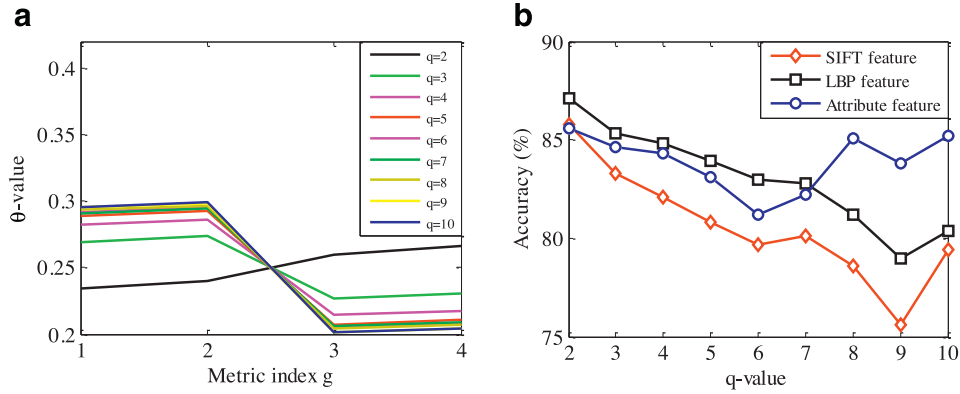 a
0.4
0.35
0.3
0.25
0.2
θ-value
1 2 3 4
Metric index g
q=2
q=3
q=4
q=5
q=6
q=7
q=8
q=9
q=10
b
90
85
80
75
Accuracy (%)
2 3 4 5 6 7 8 9 10
q-value
SIFT feature
LBP feature
Attribute feature